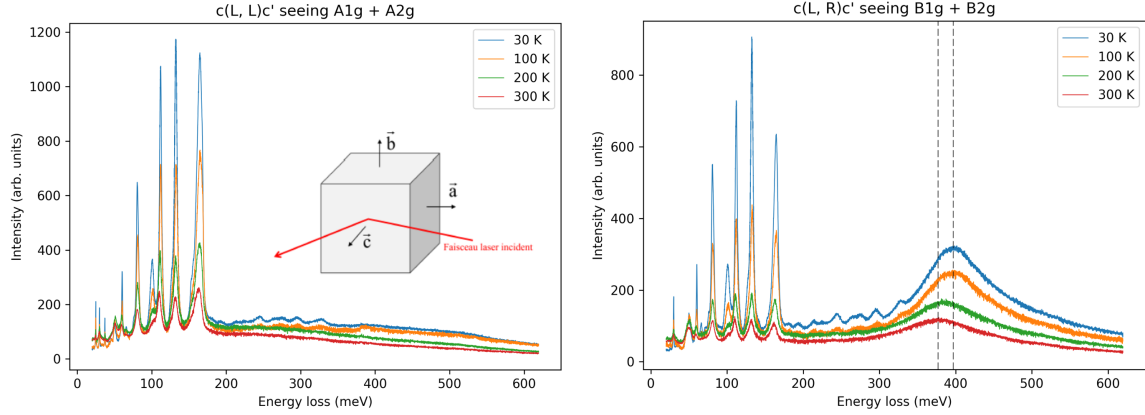 c(L, L)c' seeing A1g + A2g
1200
1000
800
600
400
200
0
Intensity (arb. units)
0 100 200 300 400 500 600
Energy loss (meV)
30 K
100 K
200 K
300 K
b
a
c
Faisceau laser incident
c(L, R)c' seeing B1g + B2g
800
600
400
200
0
Intensity (arb. units)
0 100 200 300 400 500 600
Energy loss (meV)
30 K
100 K
200 K
300 K